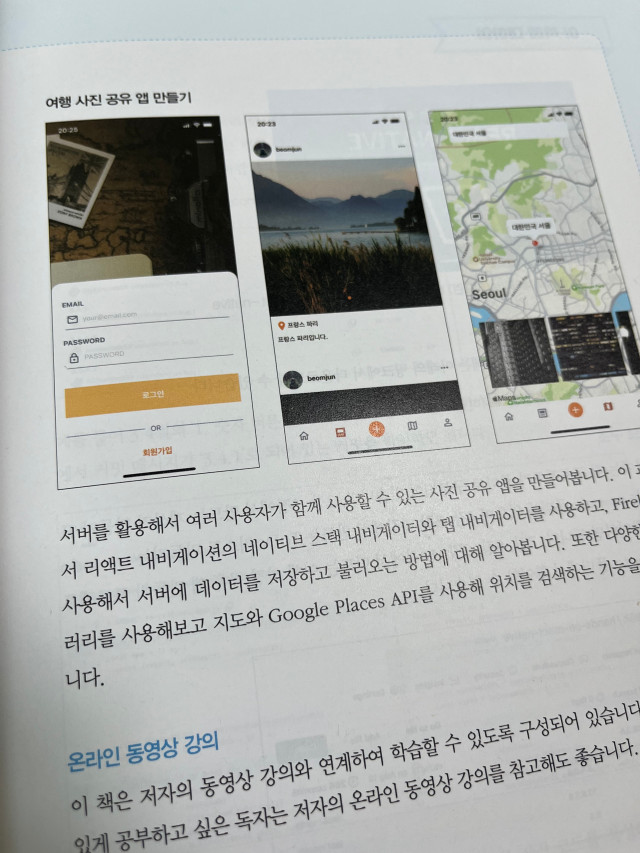 여행 사진 공유 앱 만들기
20:25
EMAIL
your@email.com
PASSWORD
PASSWORD
로그인
OR
회원가입
20:23
beomjun
프랑스 파리
프랑스 파리입니다.
beomjun
대한민국 서울
대한민국 서울
Seoul
Maps
서버를 활용해서 여러 사용자가 함께 사용할 수 있는 사진 공유 앱을 만들어봅니다. 이
서 리액트 내비게이션의 네이티브 스택 내비게이터와 탭 내비게이터를 사용하고,
사용해서 서버에 데이터를 저장하고 불러오는 방법에 대해 알아봅니다. 또한 다양한
러리를 사용해보고 지도와 Google Places API를 사용해 위치를 검색하는 기능을
니다.
온라인 동영상 강의
이 책은 저자의 동영상 강의와 연계하여 학습할 수 있도록 구성되어 있습니다
있게 공부하고 싶은 독자는 저자의 온라인 동영상 강의를 참고해도 좋습니다.